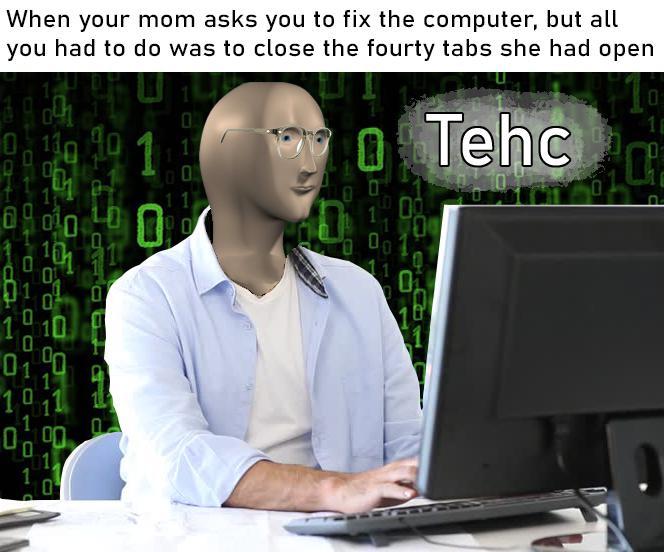 When your mom asks you to fix the computer, but all
you had to do was to close the fourty tabs she had open
Tehc